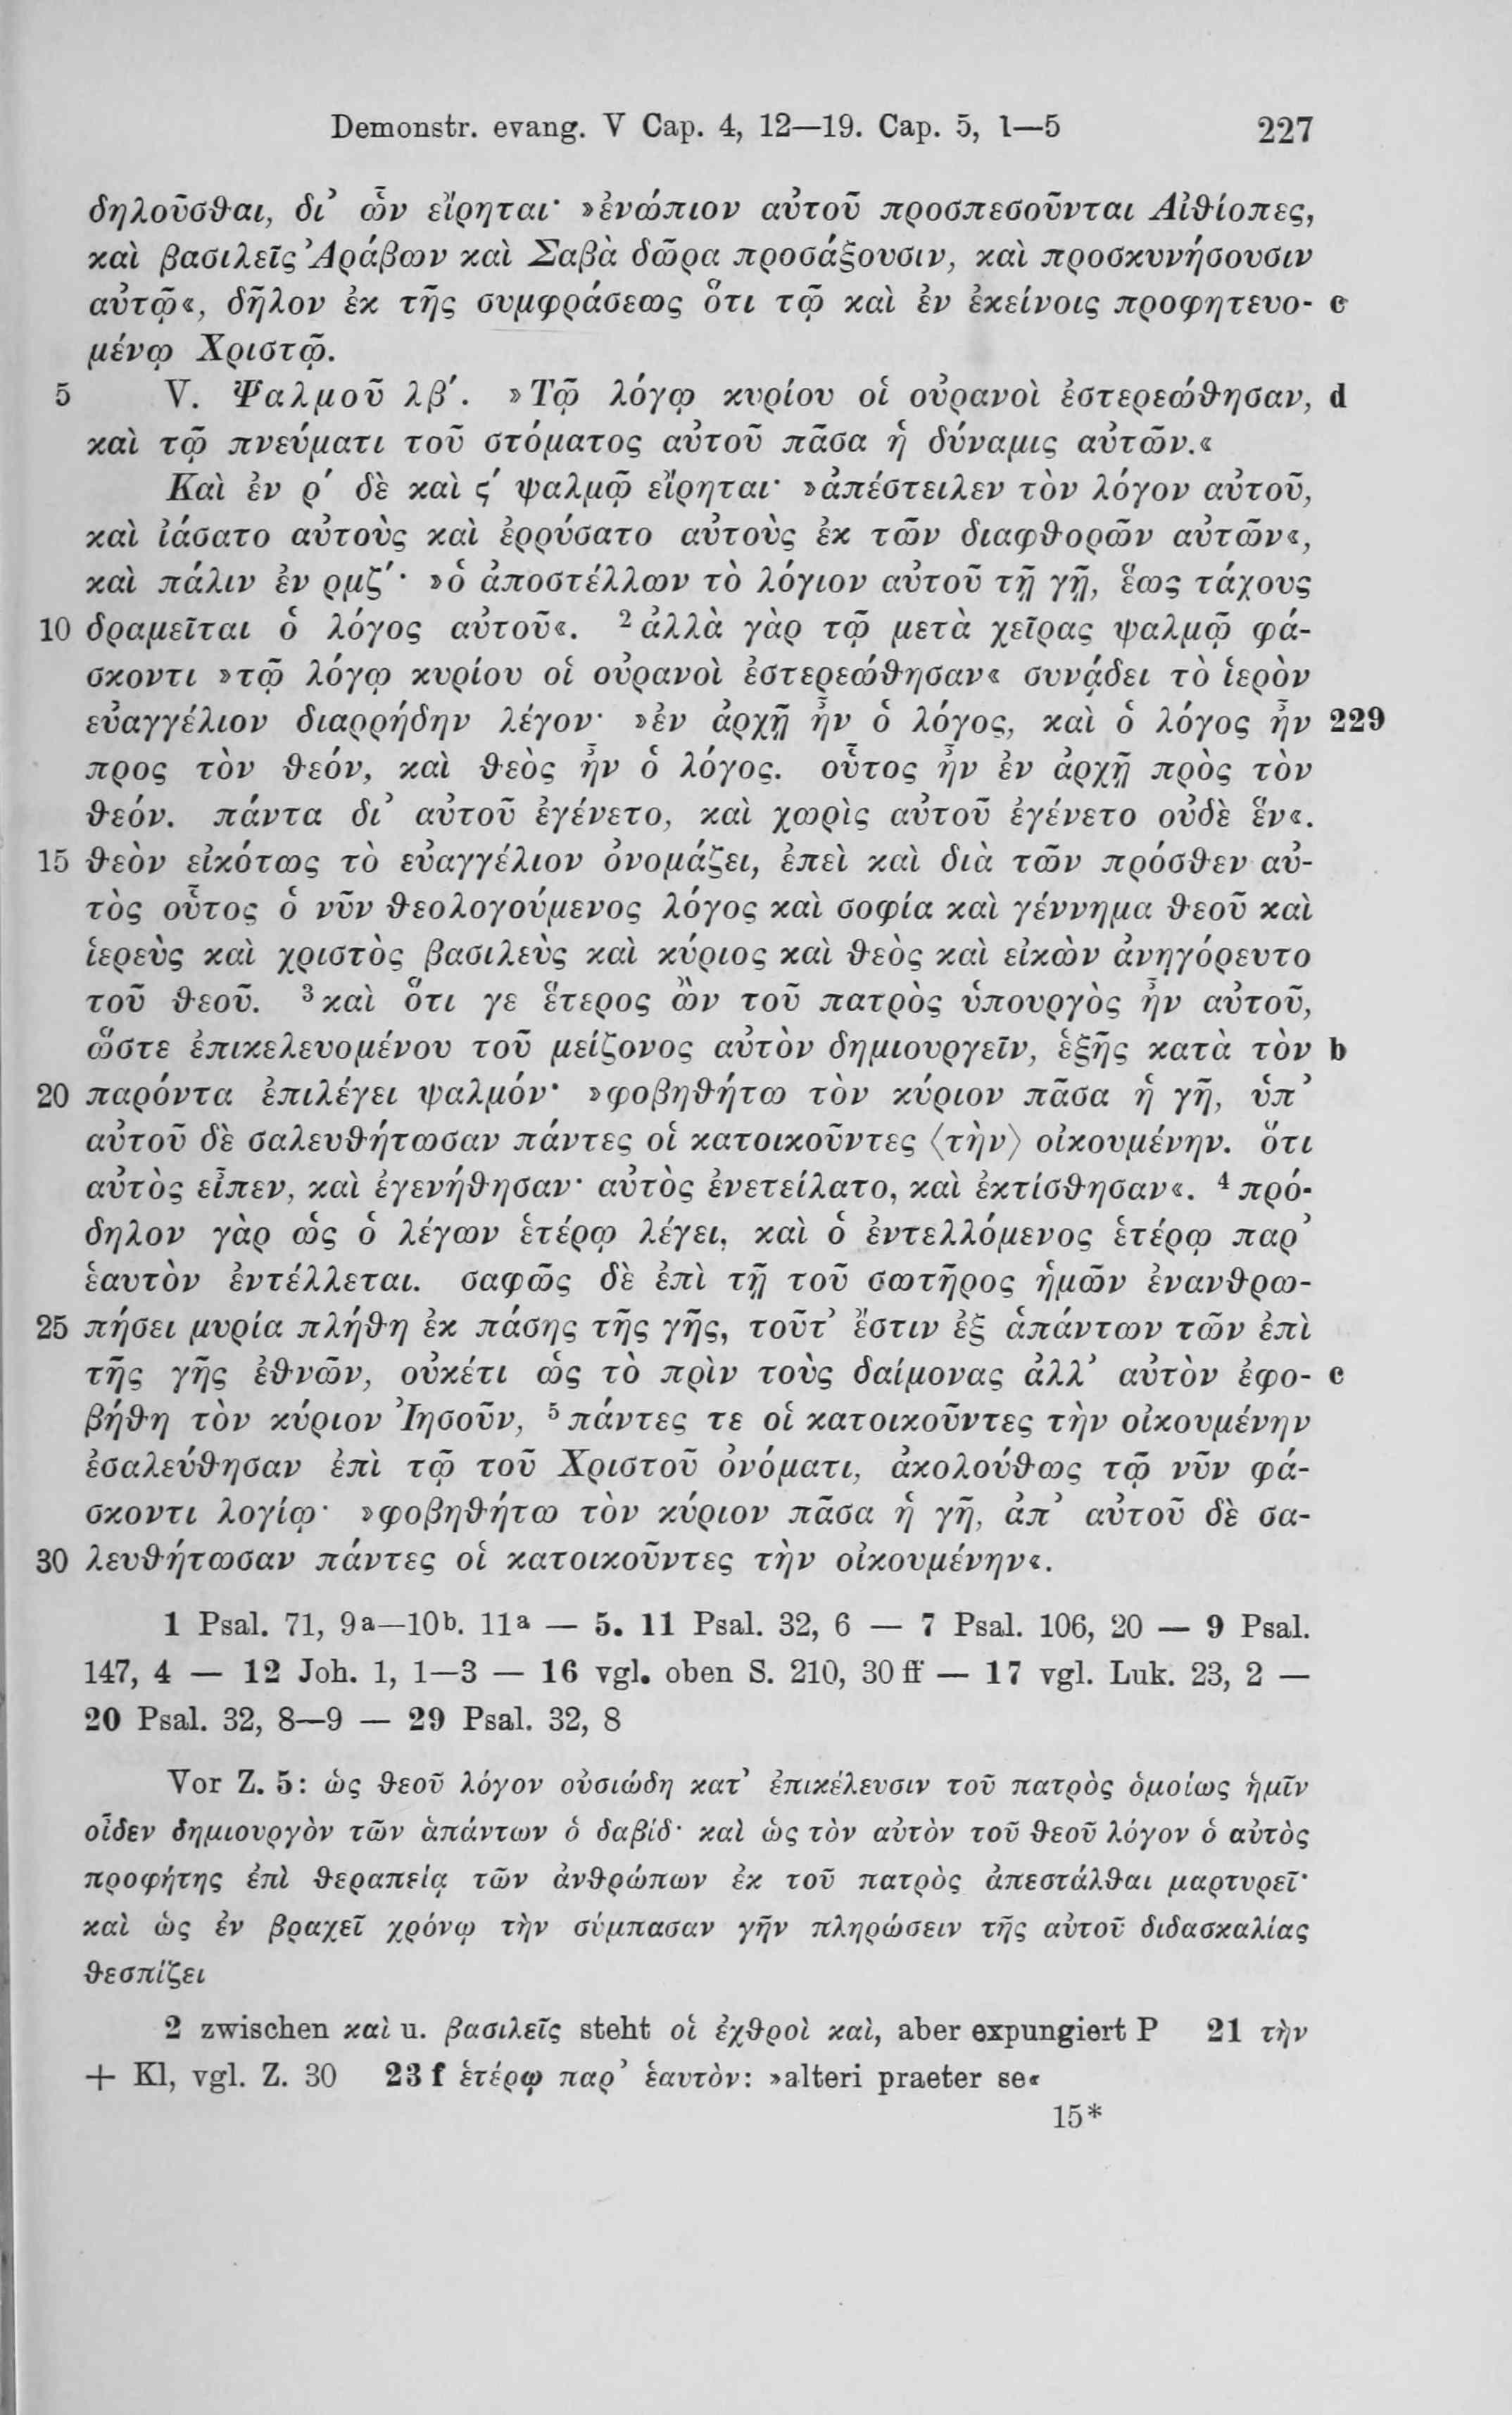 Demonstr. evang. V Cap. 4, 12—19. Cap. 5, 1—5 227
δηλοῦσθαι, δι᾽ ὧν εἴρηται· »ἐνώπιον αὐτοῦ προσπεσοῦνται Αἰθίοπες,
καὶ βασιλεῖς Ἀράβων καὶ Σαβὰ δῶρα προσάξουσιν, καὶ προσκυνήσουσιν
αὐτῷ«, δῆλον ἐκ τῆς συμφράσεως ὅτι τῷ καὶ ἐν ἐκείνοις προφητευο- c
μένῳ Χριστῷ.
5 V. Ψαλμοῦ λβ΄. »Τῷ λόγῳ κυρίου οἱ οὐρανοὶ ἐστερεώθησαν, d
καὶ τῷ πνεύματι τοῦ στόματος αὐτοῦ πᾶσα ἡ δύναμις αὐτῶν.«
Καὶ ἐν ρ΄ δὲ καὶ ς΄ ψαλμῷ εἴρηται· »ἀπέστειλεν τὸν λόγον αὐτοῦ,
καὶ ἰάσατο αὐτοὺς καὶ ἐρρύσατο αὐτοὺς ἐκ τῶν διαφθορῶν αὐτῶν«,
καὶ πάλιν ἐν ρμζ΄· »ὁ ἀποστέλλων τὸ λόγιον αὐτοῦ τῇ γῇ, ἕως τάχους
10 δραμεῖται ὁ λόγος αὐτοῦ«. ²ἀλλὰ γὰρ τῷ μετὰ χεῖρας ψαλμῷ φά-
σκοντι »τῷ λόγῳ κυρίου οἱ οὐρανοὶ ἐστερεώθησαν« συνᾴδει τὸ ἱερὸν
εὐαγγέλιον διαρρήδην λέγον· »ἐν ἀρχῇ ἦν ὁ λόγος, καὶ ὁ λόγος ἦν 229
προς τὸν θεόν, καὶ θεὸς ἦν ὁ λόγος. οὗτος ἦν ἐν ἀρχῇ πρὸς τὸν
θεόν. πάντα δι᾽ αὐτοῦ ἐγένετο, καὶ χωρὶς αὐτοῦ ἐγένετο οὐδὲ ἕν«.
15 θεὸν εἰκότως τὸ εὐαγγέλιον ὀνομάζει, ἐπεὶ καὶ διὰ τῶν πρόσθεν αὐ-
τὸς οὗτος ὁ νῦν θεολογούμενος λόγος καὶ σοφία καὶ γέννημα θεοῦ καὶ
ἱερεὺς καὶ χριστὸς βασιλεὺς καὶ κύριος καὶ θεὸς καὶ εἰκὼν ἀνηγόρευτο
τοῦ θεοῦ. ³καὶ ὅτι γε ἕτερος ὢν τοῦ πατρὸς ὑπουργὸς ἦν αὐτοῦ,
ὥστε ἐπικελευομένου τοῦ μείζονος αὐτὸν δημιουργεῖν, ἑξῆς κατὰ τὸν b
20 παρόντα ἐπιλέγει ψαλμόν· »φοβηθήτω τὸν κύριον πᾶσα ἡ γῆ, ὑπ᾽
αὐτοῦ δὲ σαλευθήτωσαν πάντες οἱ κατοικοῦντες ⟨τὴν⟩ οἰκουμένην. ὅτι
αὐτὸς εἶπεν, καὶ ἐγενήθησαν· αὐτὸς ἐνετείλατο, καὶ ἐκτίσθησαν«. ⁴πρό-
δηλον γὰρ ὡς ὁ λέγων ἑτέρῳ λέγει, καὶ ὁ ἐντελλόμενος ἑτέρῳ παρ᾽
ἑαυτὸν ἐντέλλεται. σαφῶς δὲ ἐπὶ τῇ τοῦ σωτῆρος ἡμῶν ἐνανθρω-
25 πήσει μυρία πλήθη ἐκ πάσης τῆς γῆς, τοῦτ᾽ ἔστιν ἐξ ἁπάντων τῶν ἐπὶ
τῆς γῆς ἐθνῶν, οὐκέτι ὡς τὸ πρὶν τοὺς δαίμονας ἀλλ᾽ αὐτὸν ἐφο- c
βήθη τὸν κύριον Ἰησοῦν, ⁵πάντες τε οἱ κατοικοῦντες τὴν οἰκουμένην
ἐσαλεύθησαν ἐπὶ τῷ τοῦ Χριστοῦ ὀνόματι, ἀκολούθως τῷ νῦν φά-
σκοντι λογίῳ· »φοβηθήτω τὸν κύριον πᾶσα ἡ γῆ, ἀπ᾽ αὐτοῦ δὲ σα-
30 λευθήτωσαν πάντες οἱ κατοικοῦντες τὴν οἰκουμένην«.
1 Psal. 71, 9a—10b. 11a — 5. 11 Psal. 32, 6 — 7 Psal. 106, 20 — 9 Psal.
147, 4 — 12 Joh. 1, 1—3 — 16 vgl. oben S. 210, 30 ff — 17 vgl. Luk. 23, 2 —
20 Psal. 32, 8—9 — 29 Psal. 32, 8
Vor Z. 5: ὡς θεοῦ λόγον οὐσιώδη κατ᾽ ἐπικέλευσιν τοῦ πατρὸς ὁμοίως ἡμῖν
οἶδεν δημιουργὸν τῶν ἁπάντων ὁ δαβίδ· καὶ ὡς τὸν αὐτὸν τοῦ θεοῦ λόγον ὁ αὐτὸς
προφήτης ἐπὶ θεραπείᾳ τῶν ἀνθρώπων ἐκ τοῦ πατρὸς ἀπεστάλθαι μαρτυρεῖ·
καὶ ὡς ἐν βραχεῖ χρόνῳ τὴν σύμπασαν γῆν πληρώσειν τῆς αὐτοῦ διδασκαλίας
θεσπίζει
2 zwischen καὶ u. βασιλεῖς steht οἱ ἐχθροὶ καὶ, aber expungiert P 21 τὴν
+ Kl, vgl. Z. 30 23 f ἑτέρῳ παρ᾽ ἑαυτὸν: »alteri praeter se«
15*